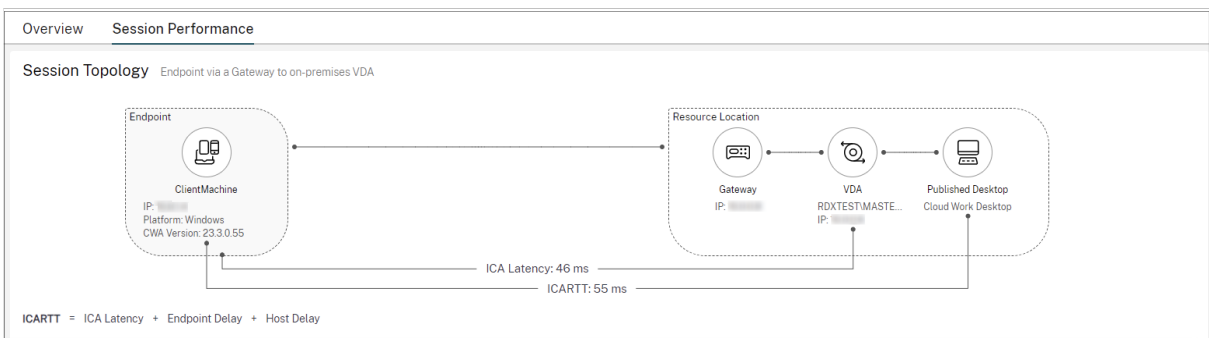 Overview Session Performance
Session Topology Endpoint via a Gateway to on-premises VDA
Endpoint
ClientMachine
IP:
Platform: Windows
CWA Version: 23.3.0.55
Resource Location
Gateway
IP:
VDA
RDXTEST\MASTE...
IP:
Published Desktop
Cloud Work Desktop
ICA Latency: 46 ms
ICARTT: 55 ms
ICARTT = ICA Latency + Endpoint Delay + Host Delay